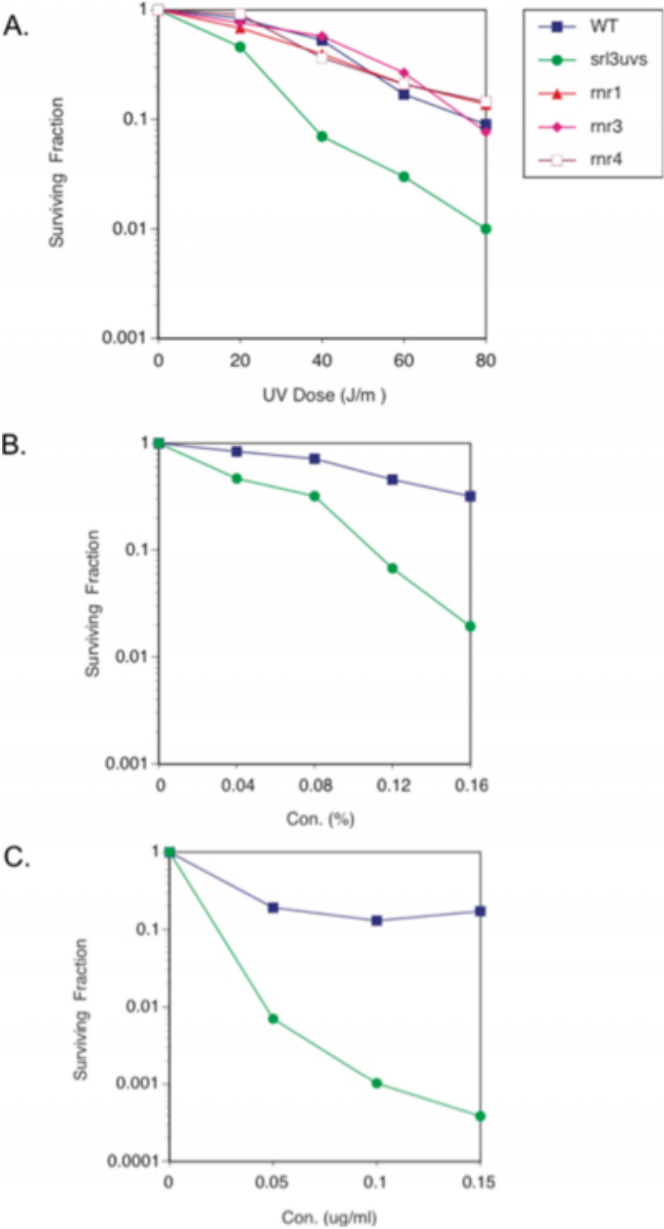 A.
1
0.1
0.01
0.001
Surviving Fraction
0
20
40
60
80
UV Dose (J/m )
WT
srl3uvs
rnr1
rnr3
rnr4
B.
1
0.1
0.01
0.001
Surviving Fraction
0
0.04
0.08
0.12
0.16
Con. (%)
C.
1
0.1
0.01
0.001
0.0001
Surviving Fraction
0
0.05
0.1
0.15
Con. (ug/ml)